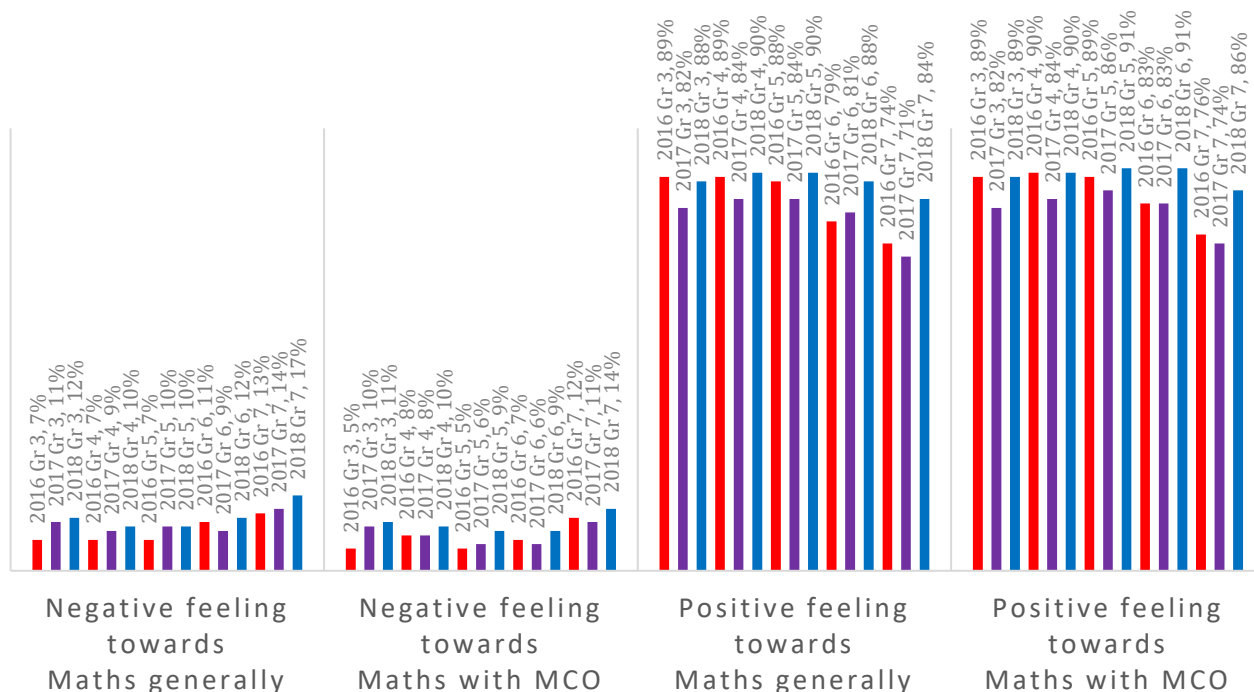 2016 Gr 3, 7%
2017 Gr 3, 11%
2018 Gr 3, 12%
2016 Gr 4, 7%
2017 Gr 4, 9%
2018 Gr 4, 10%
2016 Gr 5, 7%
2017 Gr 5, 10%
2018 Gr 5, 10%
2016 Gr 6, 11%
2017 Gr 6, 9%
2018 Gr 6, 12%
2016 Gr 7, 13%
2017 Gr 7, 14%
2018 Gr 7, 17%
2016 Gr 3, 5%
2017 Gr 3, 10%
2018 Gr 3, 11%
2016 Gr 4, 8%
2017 Gr 4, 8%
2018 Gr 4, 10%
2016 Gr 5, 5%
2017 Gr 5, 6%
2018 Gr 5, 9%
2016 Gr 6, 7%
2017 Gr 6, 6%
2018 Gr 6, 9%
2016 Gr 7, 12%
2017 Gr 7, 11%
2018 Gr 7, 14%
2016 Gr 3, 89%
2017 Gr 3, 82%
2018 Gr 3, 88%
2016 Gr 4, 89%
2017 Gr 4, 84%
2018 Gr 4, 90%
2016 Gr 5, 88%
2017 Gr 5, 84%
2018 Gr 5, 90%
2016 Gr 6, 79%
2017 Gr 6, 81%
2018 Gr 6, 88%
2016 Gr 7, 74%
2017 Gr 7, 71%
2018 Gr 7, 84%
2016 Gr 3, 89%
2017 Gr 3, 82%
2018 Gr 3, 89%
2016 Gr 4, 90%
2017 Gr 4, 84%
2018 Gr 4, 90%
2016 Gr 5, 89%
2017 Gr 5, 86%
2018 Gr 5, 91%
2016 Gr 6, 83%
2017 Gr 6, 83%
2018 Gr 6, 91%
2016 Gr 7, 76%
2017 Gr 7, 74%
2018 Gr 7, 86%
Negative feeling
towards
Maths generally
Negative feeling
towards
Maths with MCO
Positive feeling
towards
Maths generally
Positive feeling
towards
Maths with MCO